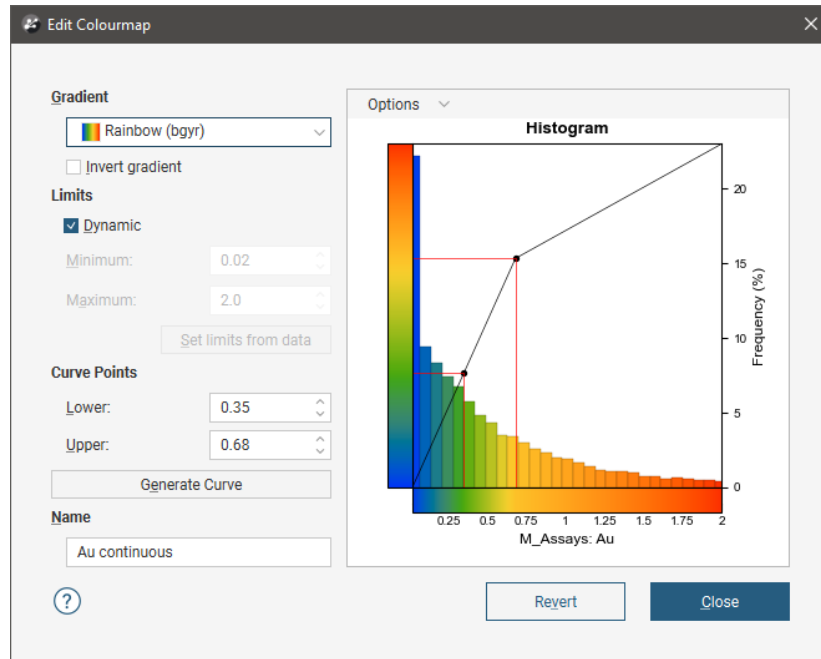 Edit Colourmap
Gradient
Rainbow (bgyr)
Invert gradient
Limits
Dynamic
Minimum: 0.02
Maximum: 2.0
Set limits from data
Curve Points
Lower: 0.35
Upper: 0.68
Generate Curve
Name
Au continuous
Options
Histogram
20
15
10
5
0
Frequency (%)
0.25 0.5 0.75 1 1.25 1.5 1.75 2
M_Assays: Au
?
Revert
Close